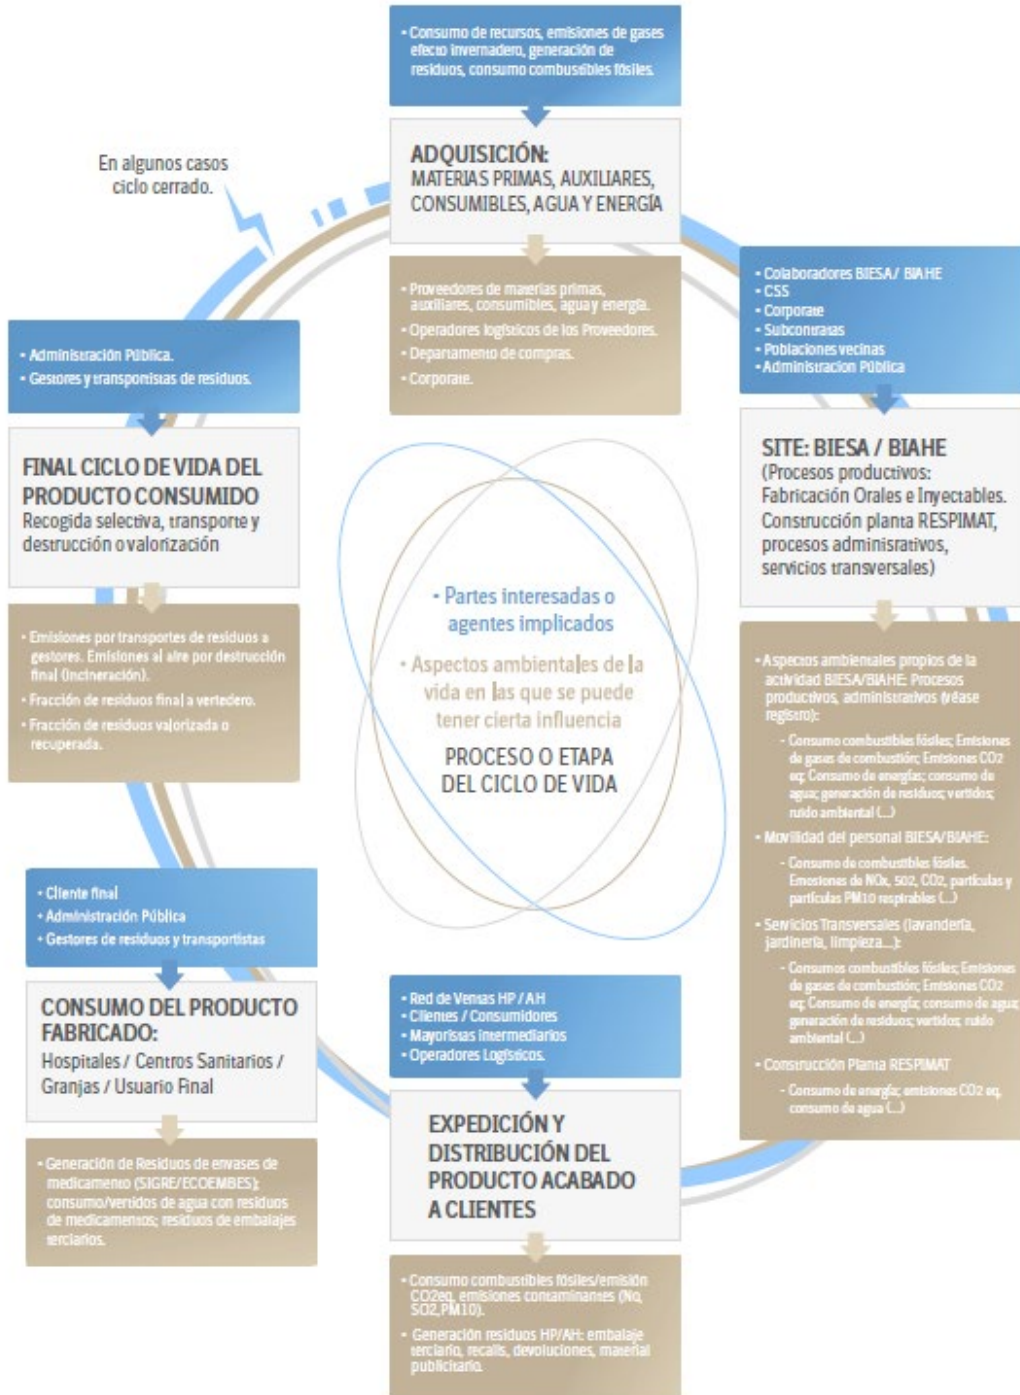 • Consumo de recursos, emisiones de gases
efecto invernadero, generación de
residuos, consumo combustibles fósiles.
ADQUISICIÓN:
MATERIAS PRIMAS, AUXILIARES,
CONSUMIBLES, AGUA Y ENERGÍA
• Proveedores de materias primas,
auxiliares, consumibles, agua y energía.
• Operadores logísticos de los Proveedores.
• Departamento de compras.
• Corporate.
En algunos casos
ciclo cerrado.
• Colaboradores BIESA/ BIAHE
• CSS
• Corporate
• Subcontratas
• Poblaciones vecinas
• Administracion Pública
SITE: BIESA / BIAHE
(Procesos productivos:
Fabricación Orales e Inyectables.
Construcción planta RESPIMAT,
procesos adminisrativos,
servicios transversales)
• Aspectos ambientales propios de la
actividad BIESA/BIAHE: Procesos
productivos, administrativos (véase
registro):
- Consumo combustibles fósiles; Emisiones
de gases de combustión; Emisiones CO2
eq; Consumo de energías; consumo de
agua; generación de residuos; vertidos;
ruido ambiental (...)
• Movilidad del personal BIESA/BIAHE:
- Consumo de combustibles fósiles.
Emosiones de NOx, SO2, CO2, partículas y
partículas PM10 respirables (...)
• Servicios Transversales (lavandería,
jardinería, limpieza...):
- Consumos combustibles fósiles; Emisiones
de gases de combustión; Emisiones CO2
eq; Consumo de energía; consumo de agua;
generación de residuos; vertidos; ruido
ambiental (...)
• Construcción Planta RESPIMAT
- Consumo de energía; emisiones CO2 eq,
consumo de agua (...)
• Red de Ventas HP / AH
• Clientes / Consumidores
• Mayoristas intermediarios
• Operadores Logísticos.
EXPEDICIÓN Y
DISTRIBUCIÓN DEL
PRODUCTO ACABADO
A CLIENTES
• Consumo combustibles fósiles/emisión
CO2eq, emisiones contaminantes (No,
SO2,PM10).
• Generación residuos HP/AH: embalaje
terciario, recalls, devoluciones, material
publicitario.
• Cliente final
• Administración Pública
• Gestores de residuos y transportistas
CONSUMO DEL PRODUCTO
FABRICADO:
Hospitales / Centros Sanitarios /
Granjas / Usuario Final
• Generación de Residuos de envases de
medicamento (SIGRE/ECOEMBES);
consumo/vertidos de agua con residuos
de medicamentos; residuos de embalajes
terciarios.
• Administración Pública.
• Gestores y transportistas de residuos.
FINAL CICLO DE VIDA DEL
PRODUCTO CONSUMIDO
Recogida selectiva, transporte y
destrucción o valorización
• Emisiones por transportes de residuos a
gestores. Emisiones al aire por destrucción
final (incineración).
• Fracción de residuos final a vertedero.
• Fracción de residuos valorizada o
recuperada.
• Partes interesadas o
agentes implicados
• Aspectos ambientales de la
vida en las que se puede
tener cierta influencia
PROCESO O ETAPA
DEL CICLO DE VIDA